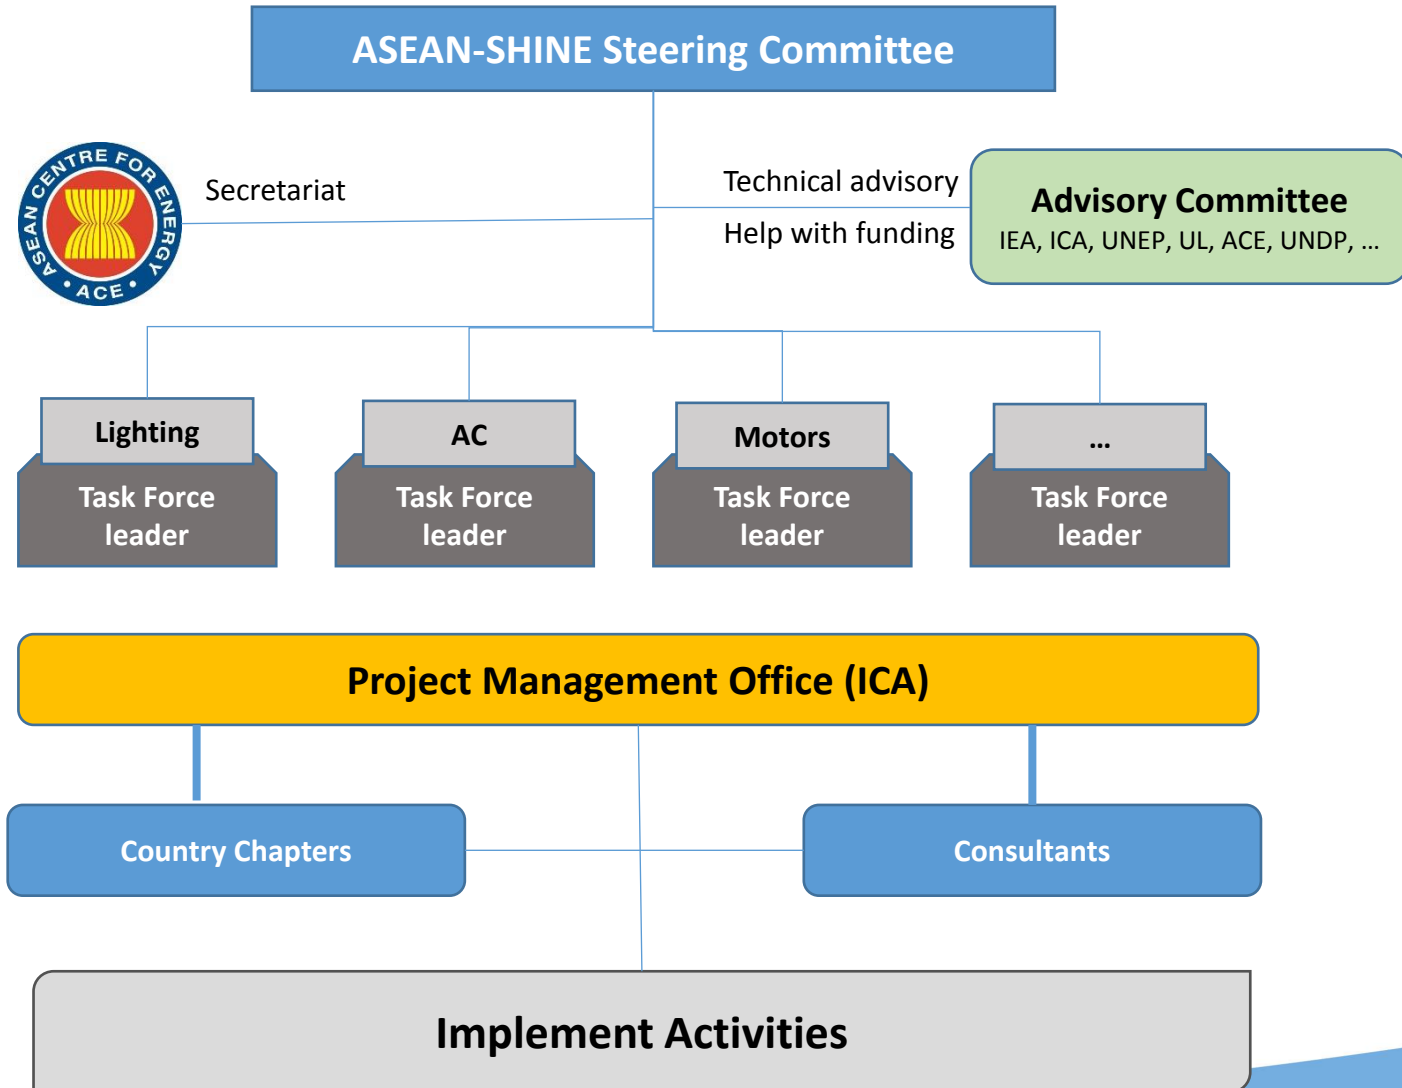 ASEAN-SHINE Steering Committee
ASEAN CENTRE FOR ENERGY
• ACE •
Secretariat
Technical advisory
Help with funding
Advisory Committee
IEA, ICA, UNEP, UL, ACE, UNDP, ...
Lighting
Task Force
leader
AC
Task Force
leader
Motors
Task Force
leader
...
Task Force
leader
Project Management Office (ICA)
Country Chapters
Consultants
Implement Activities